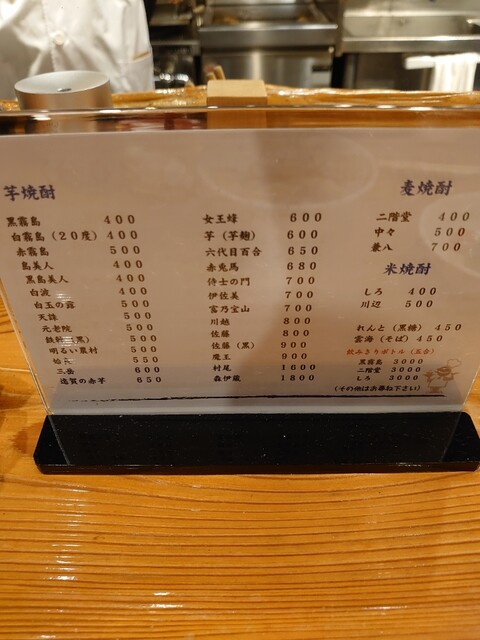 芋焼酎
黒霧島 400
白霧島（20度）400
赤霧島 500
島美人 400
黒島美人 400
白波 400
白玉の露 500
天誅 500
元老院 500
（黒）500
明るい農村 500
550
三岳 600
遠賀の赤芋 650
女王蜂 600
芋（芋麹）600
六代目百合 650
赤兎馬 680
侍士の門 700
伊佐美 700
富乃宝山 700
川越 800
佐藤 800
佐藤（黒）900
魔王 900
村尾 1600
森伊蔵 1800
麦焼酎
二階堂 400
中々 500
兼八 700
米焼酎
しろ 400
川辺 500
れんと（黒糖）450
雲海（そば）450
飲みきりボトル（五合）
黒霧島 3000
二階堂 3000
しろ 3000
（その他はお尋ね下さい）